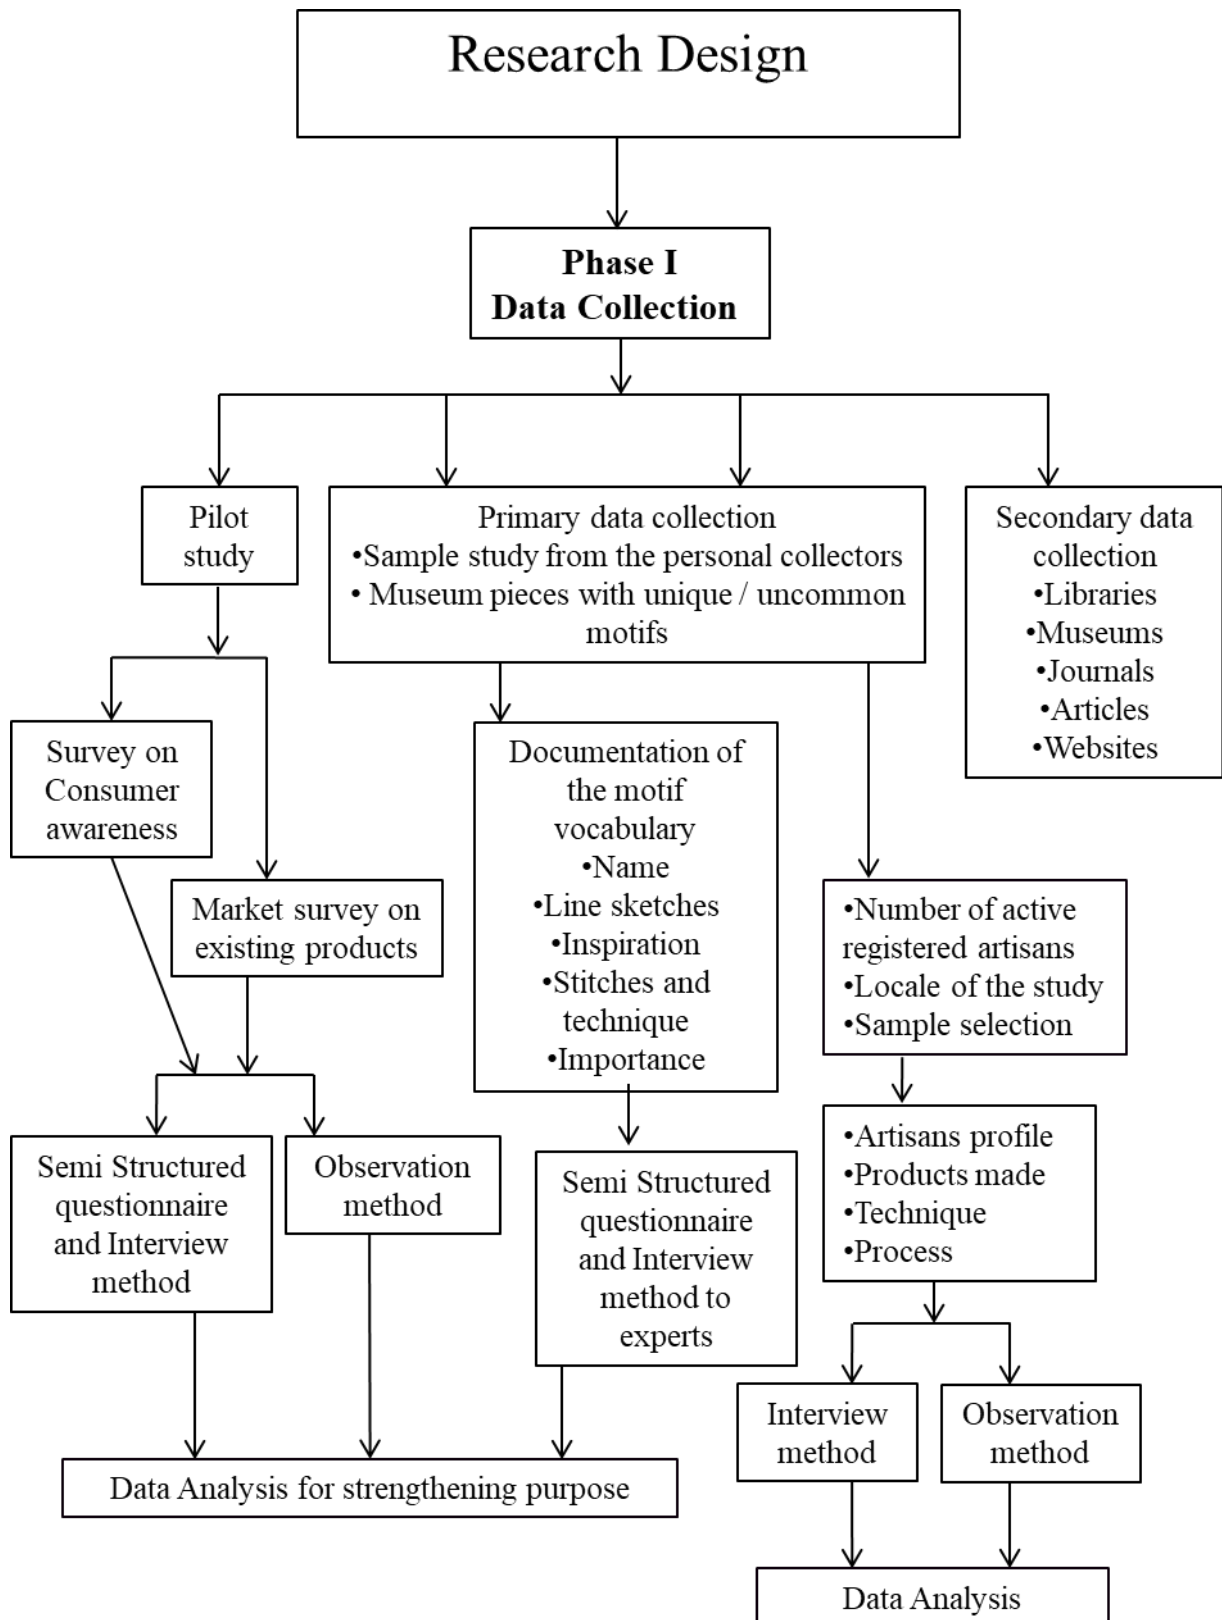 Research Design
Phase I
Data Collection
Pilot
study
Primary data collection
•Sample study from the personal collectors
• Museum pieces with unique / uncommon
motifs
Secondary data
collection
•Libraries
•Museums
•Journals
•Articles
•Websites
Survey on
Consumer
awareness
Market survey on
existing products
Documentation of
the motif
vocabulary
•Name
•Line sketches
•Inspiration
•Stitches and
technique
•Importance
•Number of active
registered artisans
•Locale of the study
•Sample selection
Semi Structured
questionnaire
and Interview
method
Observation
method
Semi Structured
questionnaire
and Interview
method to
experts
•Artisans profile
•Products made
•Technique
•Process
Interview
method
Observation
method
Data Analysis for strengthening purpose
Data Analysis